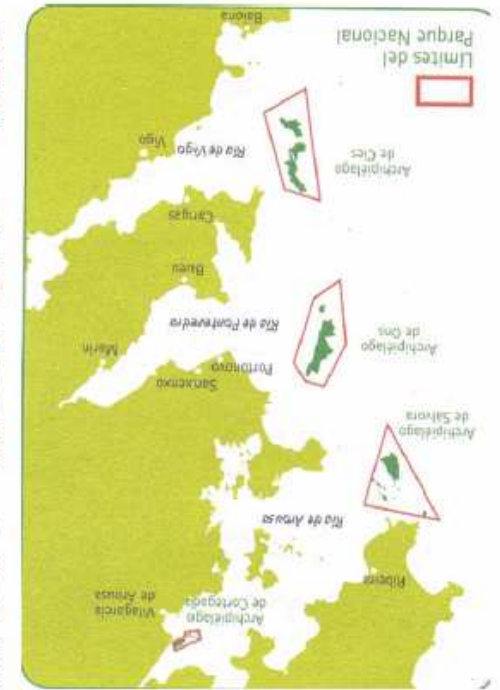 Archipiélago
de Cortegada
Vilagarcía
de Arousa
Ribeira
Ría de Arousa
Archipiélago
de Sálvora
Sanxenxo
Portonovo
Marín
Archipiélago
de Ons
Ría de Pontevedra
Bueu
Cangas
Archipiélago
de Cíes
Ría de Vigo
Vigo
Límites del
Parque Nacional
Baiona